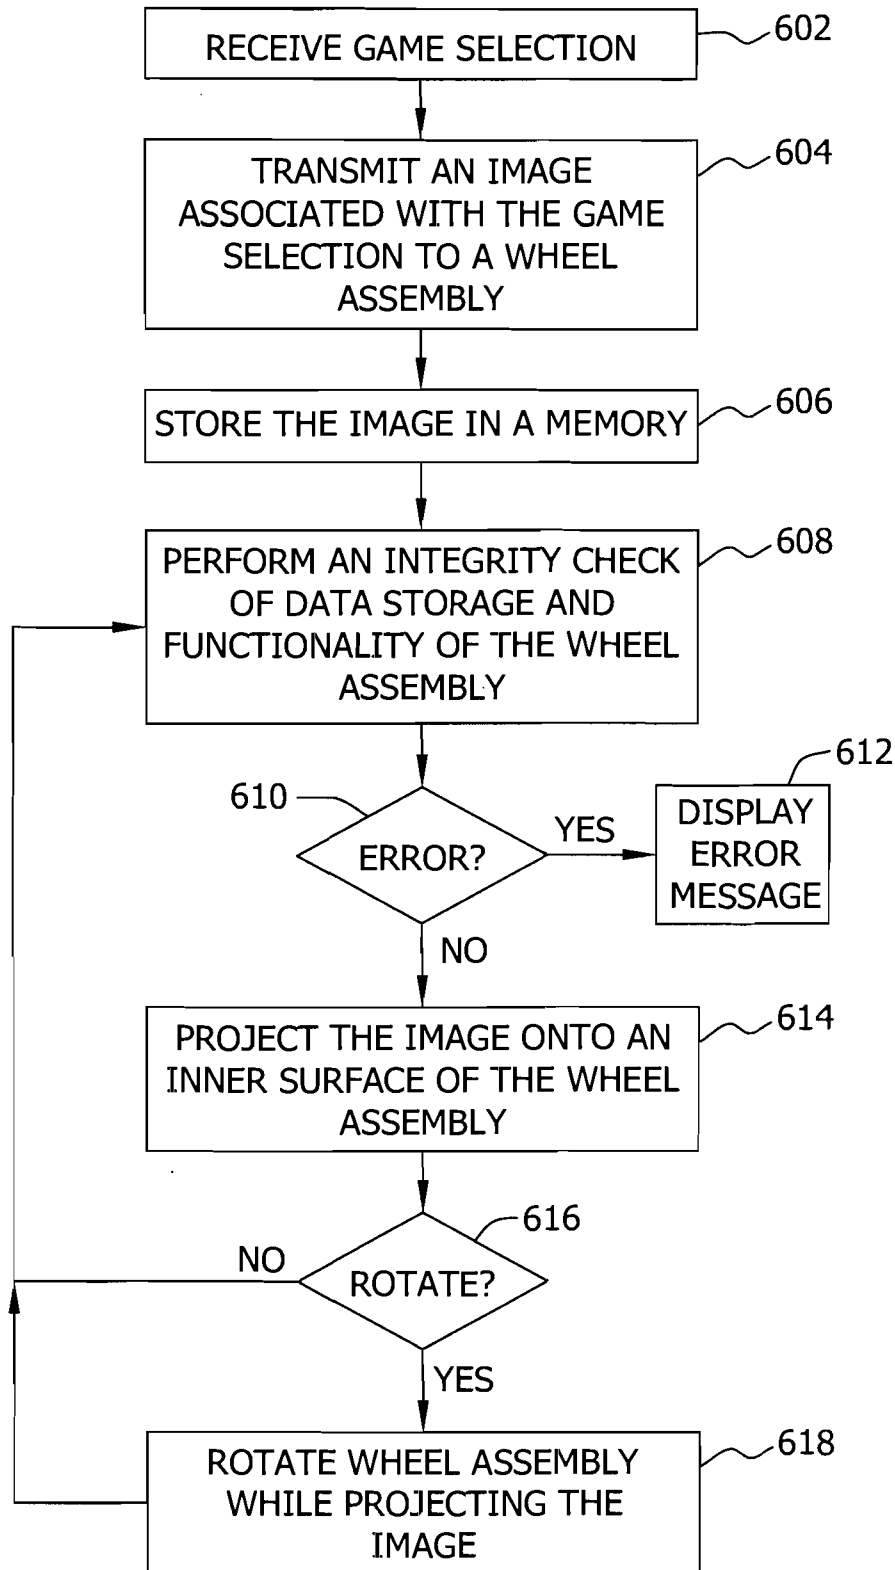 RECEIVE GAME SELECTION
602
TRANSMIT AN IMAGE
ASSOCIATED WITH THE GAME
SELECTION TO A WHEEL
ASSEMBLY
604
STORE THE IMAGE IN A MEMORY
606
PERFORM AN INTEGRITY CHECK
OF DATA STORAGE AND
FUNCTIONALITY OF THE WHEEL
ASSEMBLY
608
610
ERROR?
YES
612
DISPLAY
ERROR
MESSAGE
NO
PROJECT THE IMAGE ONTO AN
INNER SURFACE OF THE WHEEL
ASSEMBLY
614
616
NO
ROTATE?
YES
ROTATE WHEEL ASSEMBLY
WHILE PROJECTING THE
IMAGE
618